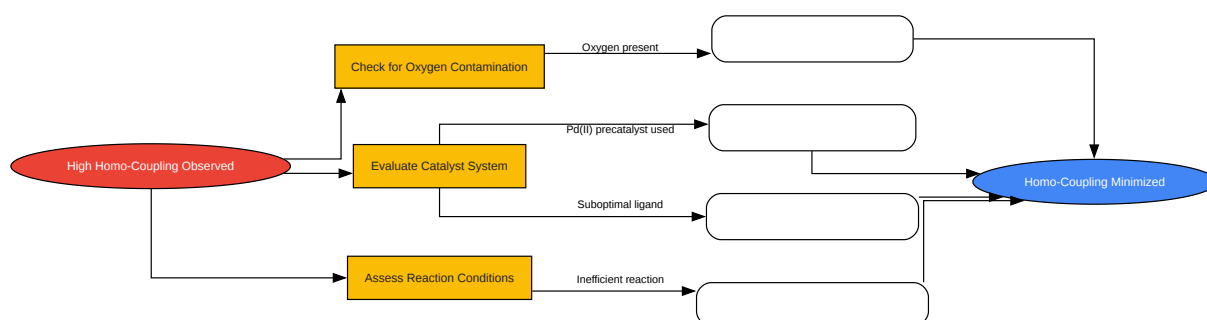 Oxygen present
Check for Oxygen Contamination
Pd(II) precatalyst used
High Homo-Coupling Observed
Evaluate Catalyst System
Homo-Coupling Minimized
Suboptimal ligand
Assess Reaction Conditions
Inefficient reaction